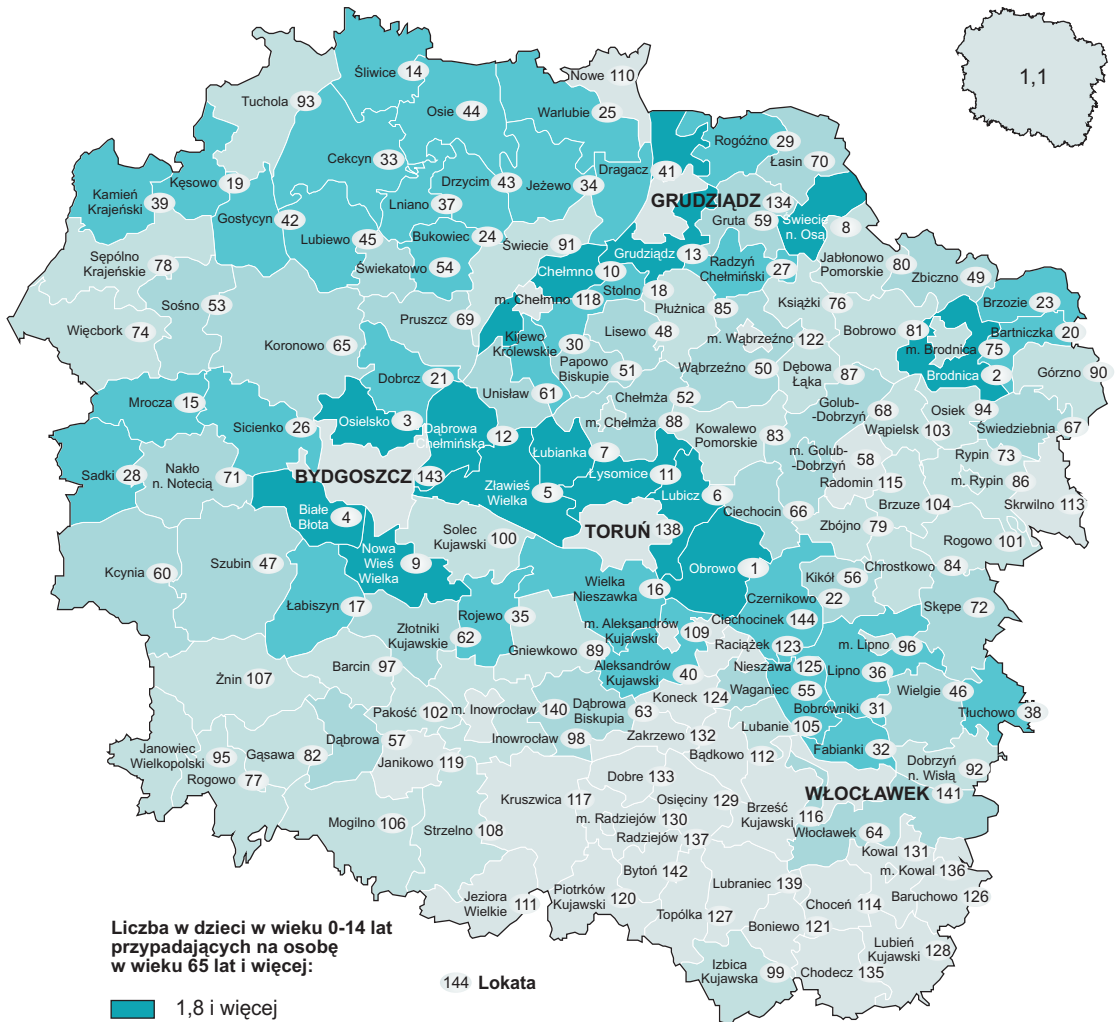 1,1
Śliwice 14
Nowe 110
Tuchola 93
Osie 44
Warlubie 25
Rogóźno 29
Łasin 70
Cekcyn 33
Dragacz 41
Kęsowo 19
Drzycim 43
Jeżewo 34
Kamień
Krajeński 39
GRUDZIĄDZ 134
Lniano 37
Gostycyn 42
Gruta 59
Świecie
n. Osą 8
Lubiewo 45
Bukowiec 24
Świecie 91
Grudziądz 13
Radzyń
Chełmiński 27
Jabłonowo
Pomorskie 80
Zbiczno 49
Sępólno
Krajeńskie 78
Świekatowo 54
Chełmno 10
Stolno 18
Brzozie 23
Sośno 53
m. Chełmno 118
Płużnica 85
Książki 76
Więcbork 74
Pruszcz 69
Lisewo 48
Bobrowo 81
Bartniczka 20
Koronowo 65
Kijewo
Królewskie 30
m. Wąbrzeźno 122
m. Brodnica 75
Papowo
Biskupie 51
Wąbrzeźno 50
Dębowa
Łąka 87
Brodnica 2
Górzno 90
Dobrcz 21
Unisław 61
Chełmża 52
Mrocza 15
Golub-
-Dobrzyń 68
Osiek 94
Sicienko 26
Osielsko 3
Dąbrowa
Chełmińska 12
m. Chełmża 88
Kowalewo
Pomorskie 83
Wąpielsk 103
Świedziebnia 67
Łubianka 7
m. Golub-
-Dobrzyń 58
Rypin 73
Sadki 28
Nakło
n. Notecią 71
BYDGOSZCZ 143
Łysomice 11
Radomin 115
m. Rypin 86
Zławieś
Wielka 5
Lubicz 6
Brzuze 104
Skrwilno 113
Białe
Błota 4
Ciechocin 66
Zbójno 79
Solec
Kujawski 100
TORUŃ 138
Rogowo 101
Kcynia 60
Szubin 47
Nowa
Wieś
Wielka 9
Obrowo 1
Kikół 56
Chrostkowo 84
Wielka
Nieszawka 16
Czernikowo 22
Skępe 72
Łabiszyn 17
Rojewo 35
Ciechocinek 144
Złotniki
Kujawskie 62
m. Aleksandrów
Kujawski 109
Raciążek 123
m. Lipno 96
Gniewkowo 89
Barcin 97
Aleksandrów
Kujawski 40
Nieszawa 125
Lipno 36
Żnin 107
Koneck 124
Waganiec 55
Wielgie 46
Pakość 102
m. Inowrocław 140
Dąbrowa
Biskupia 63
Bobrowniki 31
Tłuchowo 38
Lubanie 105
Dąbrowa 57
Inowrocław 98
Zakrzewo 132
Fabianki 32
Janowiec
Wielkopolski 95
Gąsawa 82
Janikowo 119
Bądkowo 112
Dobrzyń
n. Wisłą 92
Rogowo 77
Dobre 133
WŁOCŁAWEK 141
Kruszwica 117
Osięciny 129
Brześć
Kujawski 116
Mogilno 106
Strzelno 108
m. Radziejów 130
Włocławek 64
Radziejów 137
Kowal 131
Bytoń 142
m. Kowal 136
Jeziora
Wielkie 111
Piotrków
Kujawski 120
Lubraniec 139
Choceń 114
Baruchowo 126
Topólka 127
Boniewo 121
Lubień
Kujawski 128
Izbica
Kujawska 99
Chodecz 135
Liczba w dzieci w wieku 0-14 lat
przypadających na osobę
w wieku 65 lat i więcej:
144 Lokata
1,8 i więcej